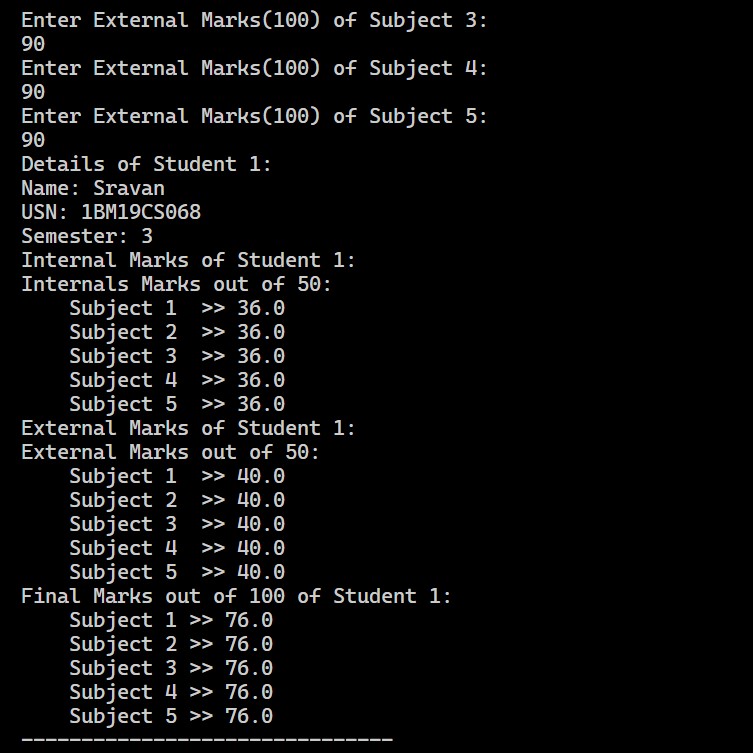 Enter External Marks(100) of Subject 3:
90
Enter External Marks(100) of Subject 4:
90
Enter External Marks(100) of Subject 5:
90
Details of Student 1:
Name: Sravan
USN: 1BM19CS068
Semester: 3
Internal Marks of Student 1:
Internals Marks out of 50:
    Subject 1  >> 36.0
    Subject 2  >> 36.0
    Subject 3  >> 36.0
    Subject 4  >> 36.0
    Subject 5  >> 36.0
External Marks of Student 1:
External Marks out of 50:
    Subject 1  >> 40.0
    Subject 2  >> 40.0
    Subject 3  >> 40.0
    Subject 4  >> 40.0
    Subject 5  >> 40.0
Final Marks out of 100 of Student 1:
    Subject 1 >> 76.0
    Subject 2 >> 76.0
    Subject 3 >> 76.0
    Subject 4 >> 76.0
    Subject 5 >> 76.0
-------------------------------